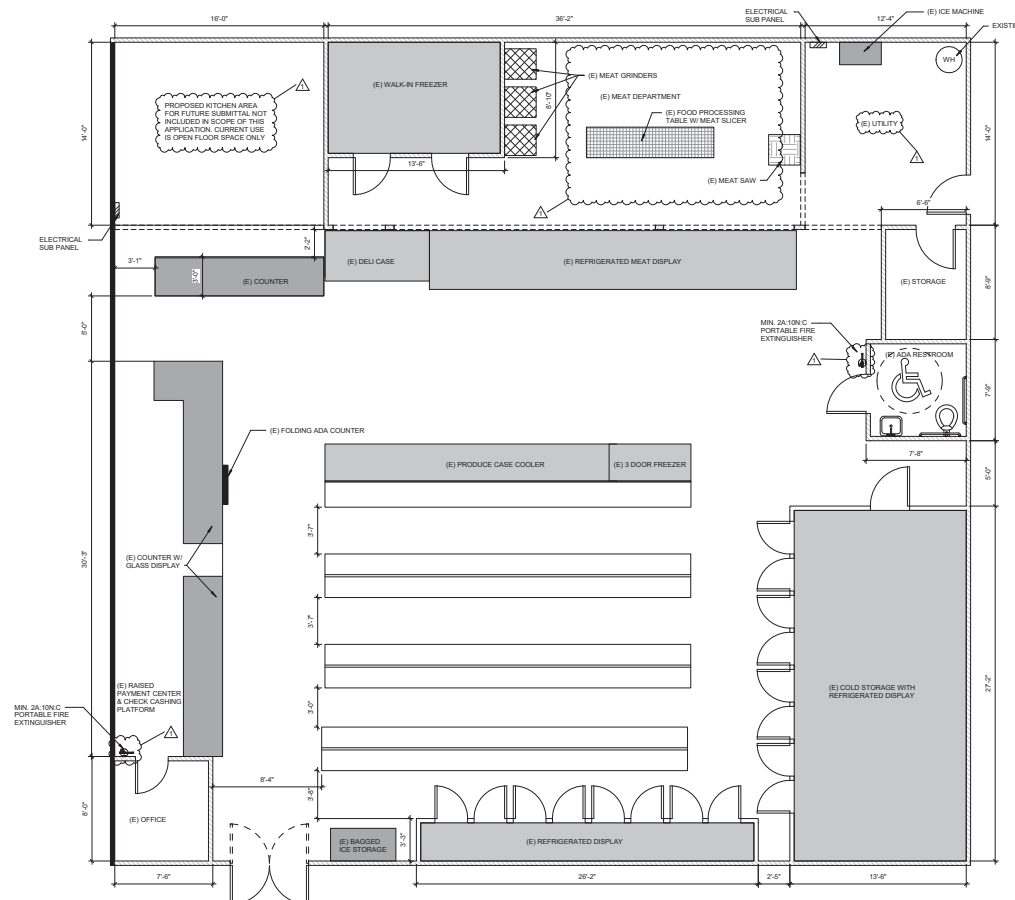 16'-0"
36'-2"
ELECTRICAL
SUB PANEL
12'-4"
(E) ICE MACHINE
WH
14'-0"
PROPOSED KITCHEN AREA
FOR FUTURE SUBMITTAL NOT
INCLUDED IN SCOPE OF THIS
APPLICATION. CURRENT USE
IS OPEN FLOOR SPACE ONLY
1
(E) WALK-IN FREEZER
13'-6"
(E) MEAT GRINDERS
8'-10"
(E) MEAT DEPARTMENT
(E) FOOD PROCESSING
TABLE W/ MEAT SLICER
(E) MEAT SAW
1
(E) UTILITY
1
14'-0"
6'-6"
ELECTRICAL
SUB PANEL
3'-1"
3'-0"
(E) COUNTER
2'-2"
(E) DELI CASE
(E) REFRIGERATED MEAT DISPLAY
(E) STORAGE
8'-9"
MIN. 2A:10N:C
PORTABLE FIRE
EXTINGUISHER
1
(E) ADA RESTROOM
7'-9"
7'-8"
5'-0"
(E) FOLDING ADA COUNTER
(E) PRODUCE CASE COOLER
(E) 3 DOOR FREEZER
3'-7"
(E) COUNTER W/
GLASS DISPLAY
30'-3"
3'-7"
(E) RAISED
PAYMENT CENTER
& CHECK CASHING
PLATFORM
3'-0"
(E) COLD STORAGE WITH
REFRIGERATED DISPLAY
27'-2"
MIN. 2A:10N:C
PORTABLE FIRE
EXTINGUISHER
1
8'-4"
3'-8"
8'-0"
(E) OFFICE
(E) BAGGED
ICE STORAGE
3'-3"
(E) REFRIGERATED DISPLAY
7'-6"
26'-2"
2'-5"
13'-6"